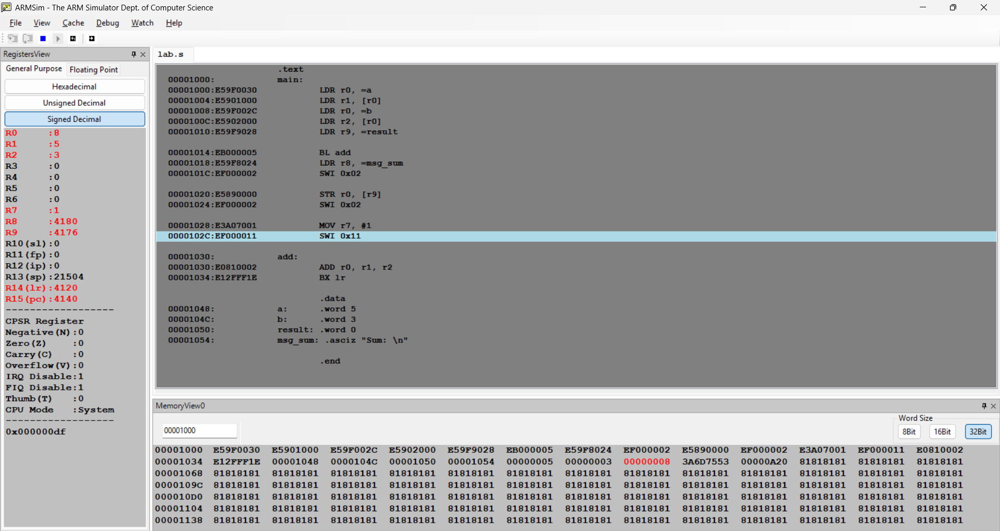 ARMSim - The ARM Simulator Dept. of Computer Science
File View Cache Debug Watch Help
RegistersView
General Purpose Floating Point
Hexadecimal
Unsigned Decimal
Signed Decimal
R0 :8
R1 :5
R2 :3
R3 :0
R4 :0
R5 :0
R6 :0
R7 :1
R8 :4180
R9 :4176
R10(sl):0
R11(fp):0
R12(ip):0
R13(sp):21504
R14(lr):4120
R15(pc):4140
-------------------
CPSR Register
Negative(N):0
Zero(Z) :0
Carry(C) :0
Overflow(V):0
IRQ Disable:1
FIQ Disable:1
Thumb(T) :0
CPU Mode :System
-------------------
0x000000df
lab.s
.text
00001000: main:
00001000:E59F0030 LDR r0, =a
00001004:E5901000 LDR r1, [r0]
00001008:E59F002C LDR r0, =b
0000100C:E5902000 LDR r2, [r0]
00001010:E59F9028 LDR r9, =result
00001014:EB000005 BL add
00001018:E59F8024 LDR r8, =msg_sum
0000101C:EF000002 SWI 0x02
00001020:E5890000 STR r0, [r9]
00001024:EF000002 SWI 0x02
00001028:E3A07001 MOV r7, #1
0000102C:EF000011 SWI 0x11
00001030: add:
00001030:E0810002 ADD r0, r1, r2
00001034:E12FFF1E BX lr
.data
00001048: a: .word 5
0000104C: b: .word 3
00001050: result: .word 0
00001054: msg_sum: .asciz "Sum: \n"
.end
MemoryView0
00001000
Word Size
8Bit 16Bit 32Bit
00001000 E59F0030 E5901000 E59F002C E5902000 E59F9028 EB000005 E59F8024 EF000002 E5890000 EF000002 E3A07001 EF000011 E0810002
00001034 E12FFF1E 00001048 0000104C 00001050 00001054 00000005 00000003 00000008 3A6D7553 00000A20 81818181 81818181 81818181
00001068 81818181 81818181 81818181 81818181 81818181 81818181 81818181 81818181 81818181 81818181 81818181 81818181 81818181
0000109C 81818181 81818181 81818181 81818181 81818181 81818181 81818181 81818181 81818181 81818181 81818181 81818181 81818181
000010D0 81818181 81818181 81818181 81818181 81818181 81818181 81818181 81818181 81818181 81818181 81818181 81818181 81818181
00001104 81818181 81818181 81818181 81818181 81818181 81818181 81818181 81818181 81818181 81818181 81818181 81818181 81818181
00001138 81818181 81818181 81818181 81818181 81818181 81818181 81818181 81818181 81818181 81818181 81818181 81818181 81818181